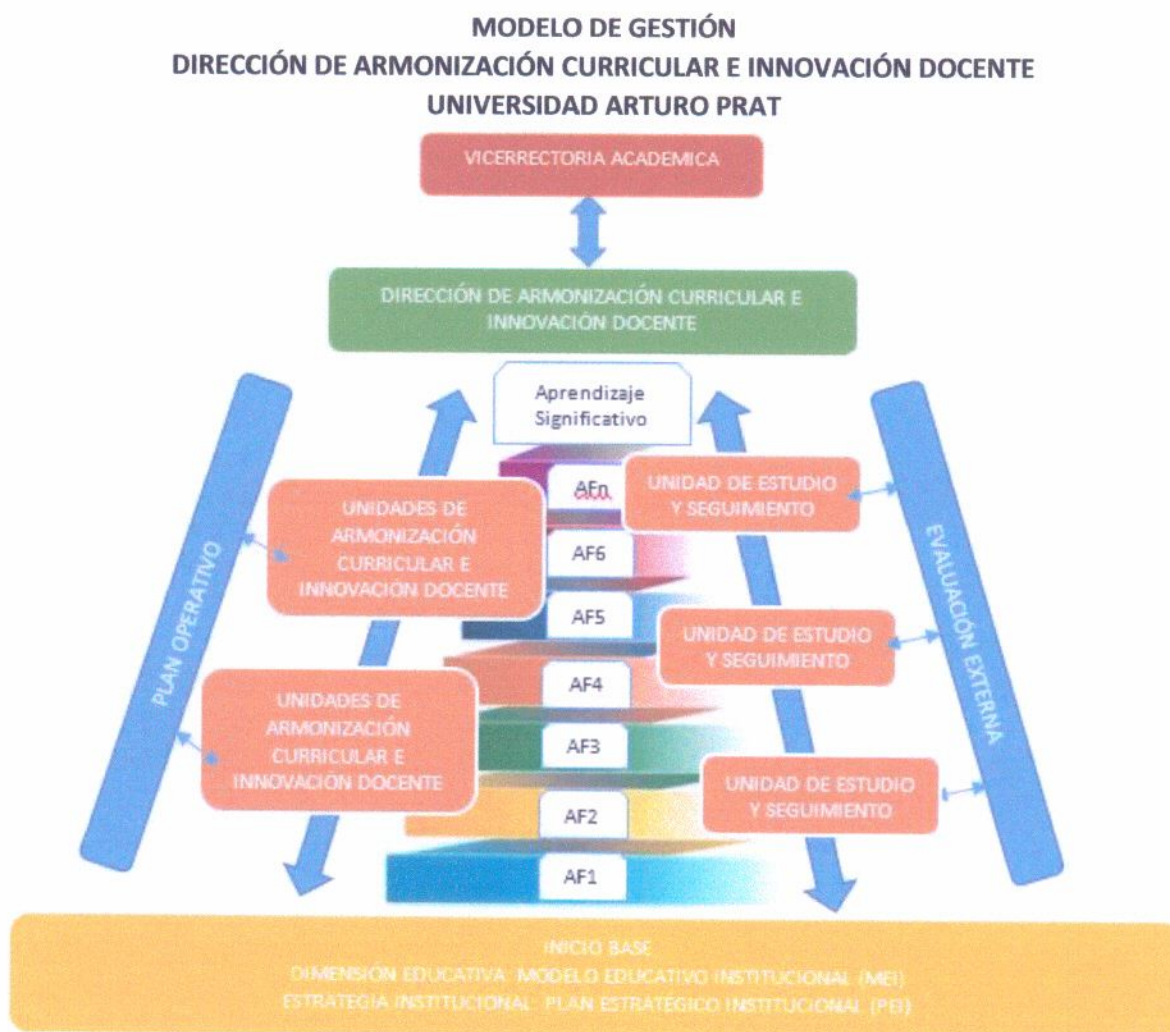 MODELO DE GESTIÓN
DIRECCIÓN DE ARMONIZACIÓN CURRICULAR E INNOVACIÓN DOCENTE
UNIVERSIDAD ARTURO PRAT
VICERRECTORIA ACADEMICA
DIRECCIÓN DE ARMONIZACIÓN CURRICULAR E
INNOVACIÓN DOCENTE
Aprendizaje
Significativo
PLAN OPERATIVO
UNIDADES DE
ARMONIZACIÓN
CURRICULAR E
INNOVACIÓN DOCENTE
UNIDADES DE
ARMONIZACIÓN
CURRICULAR E
INNOVACIÓN DOCENTE
AFn
AF6
AF5
AF4
AF3
AF2
AF1
UNIDAD DE ESTUDIO
Y SEGUIMIENTO
UNIDAD DE ESTUDIO
Y SEGUIMIENTO
UNIDAD DE ESTUDIO
Y SEGUIMIENTO
EVALUACIÓN EXTERNA
INICIO BASE
DIMENSIÓN EDUCATIVA: MODELO EDUCATIVO INSTITUCIONAL (MEI)
ESTRATEGIA INSTITUCIONAL: PLAN ESTRATÉGICO INSTITUCIONAL (PEI)